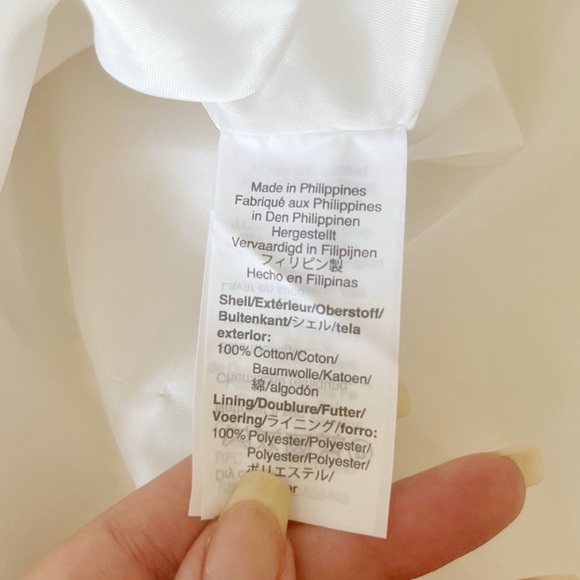 Made in Philippines
Fabriqué aux Philippines
in Den Philippinen
Hergestellt
Vervaardigd in Filipijnen
フィリピン製
Hecho en Filipinas
Shell/Extérieur/Oberstoff/
Buitenkant/シェル/tela
exterior:
100% Cotton/Coton/
Baumwolle/Katoen/
綿/algodón
Lining/Doublure/Futter/
Voering/ライニング/forro:
100% Polyester/Polyester/
Polyester/Polyester/
ポリエステル/